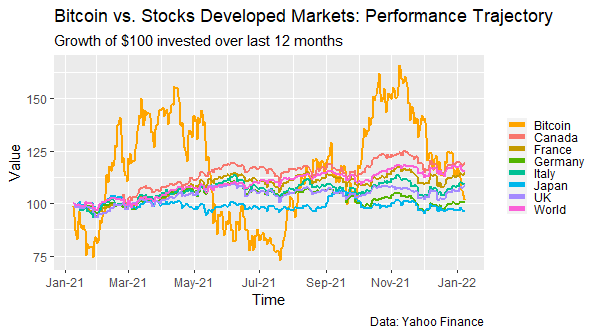 Bitcoin vs. Stocks Developed Markets: Performance Trajectory
Growth of $100 invested over last 12 months
Value
150
125
100
75
Jan-21 Mar-21 May-21 Jul-21 Sep-21 Nov-21 Jan-22
Time
Bitcoin
Canada
France
Germany
Italy
Japan
UK
World
Data: Yahoo Finance